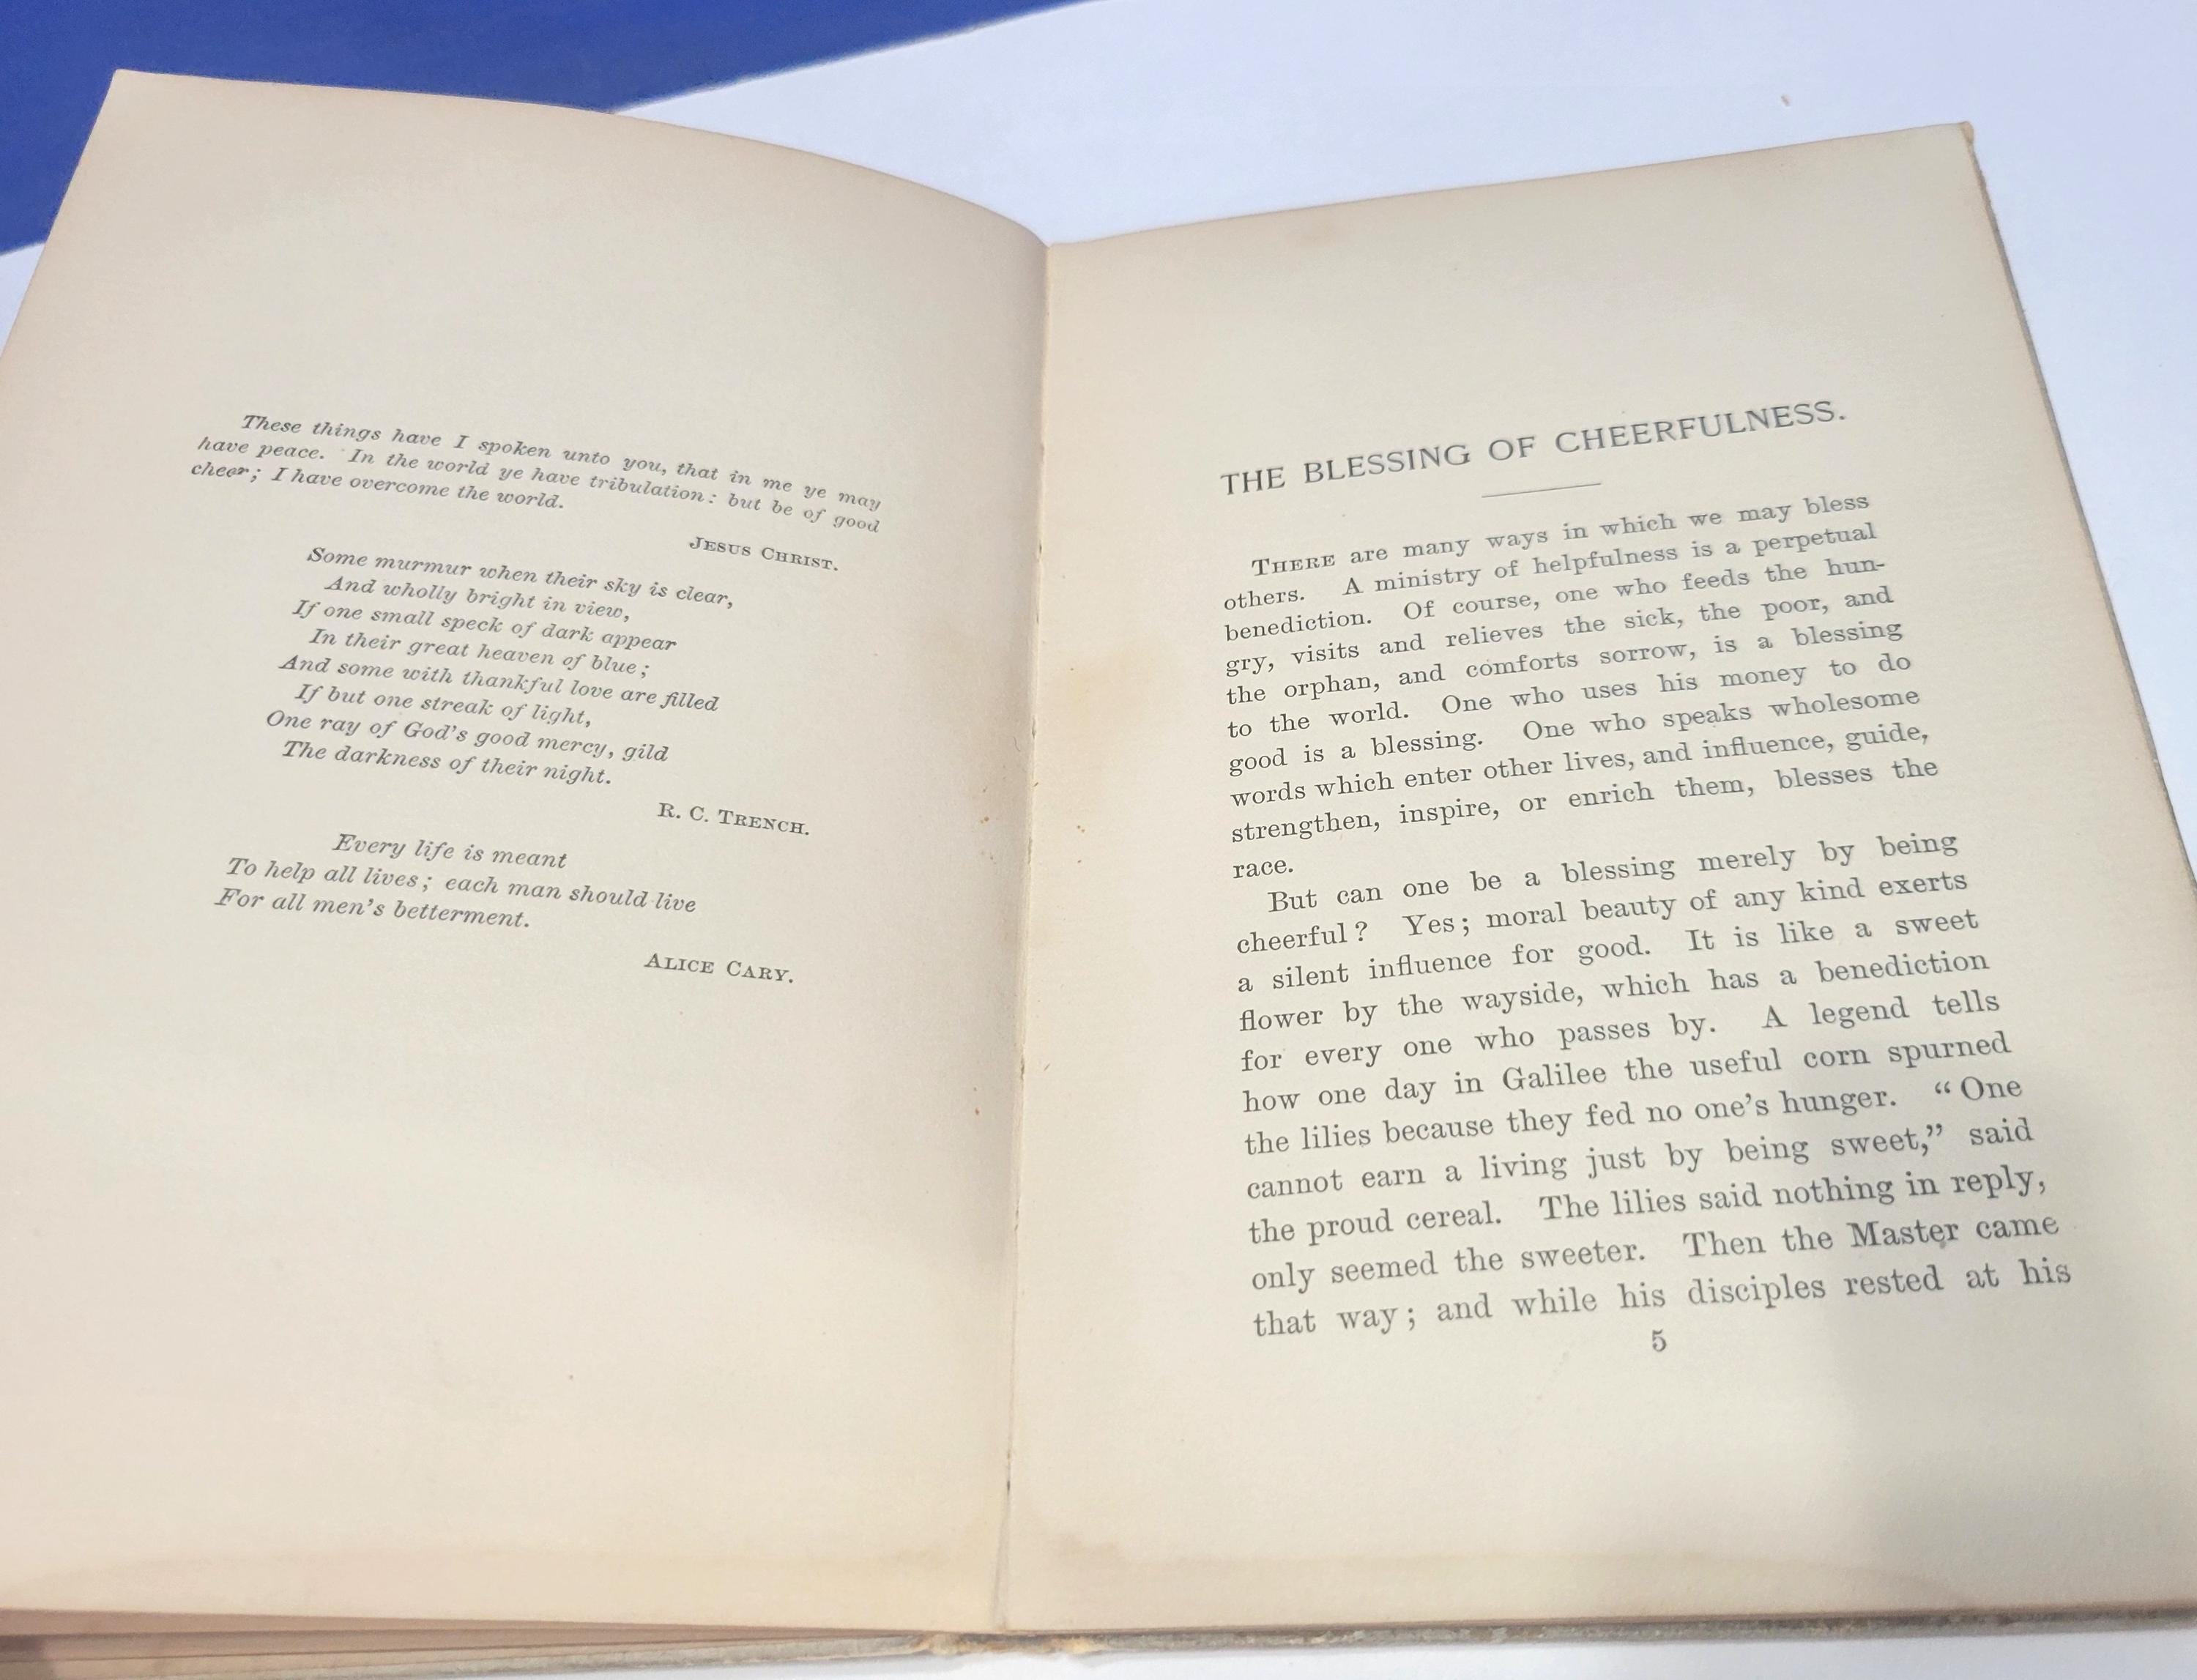 These things have I spoken unto you, that in me ye may
have peace. In the world ye have tribulation: but be of good
cheer; I have overcome the world.
JESUS CHRIST.
Some murmur when their sky is clear,
And wholly bright in view,
If one small speck of dark appear
In their great heaven of blue;
And some with thankful love are filled
If but one streak of light,
One ray of God's good mercy, gild
The darkness of their night.
R. C. TRENCH.
Every life is meant
To help all lives; each man should live
For all men's betterment.
ALICE CARY.
THE BLESSING OF CHEERFULNESS.
THERE are many ways in which we may bless
others. A ministry of helpfulness is a perpetual
benediction. Of course, one who feeds the hun-
gry, visits and relieves the sick, the poor, and
the orphan, and comforts sorrow, is a blessing
to the world. One who uses his money to do
good is a blessing. One who speaks wholesome
words which enter other lives, and influence, guide,
strengthen, inspire, or enrich them, blesses the
race.
But can one be a blessing merely by being
cheerful? Yes; moral beauty of any kind exerts
a silent influence for good. It is like a sweet
flower by the wayside, which has a benediction
for every one who passes by. A legend tells
how one day in Galilee the useful corn spurned
the lilies because they fed no one's hunger. “One
cannot earn a living just by being sweet,” said
the proud cereal. The lilies said nothing in reply,
only seemed the sweeter. Then the Master came
that way; and while his disciples rested at his
5